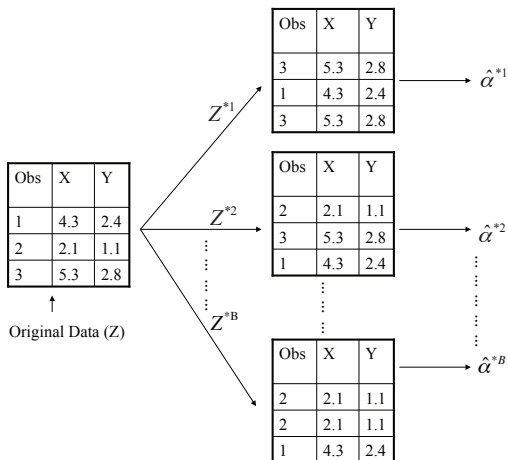 Obs X Y
3 5.3 2.8
1 4.3 2.4
3 5.3 2.8
α̂*1
Z*1
Obs X Y
1 4.3 2.4
2 2.1 1.1
3 5.3 2.8
Original Data (Z)
Z*2
Obs X Y
2 2.1 1.1
3 5.3 2.8
1 4.3 2.4
α̂*2
Z*B
Obs X Y
2 2.1 1.1
2 2.1 1.1
1 4.3 2.4
α̂*B